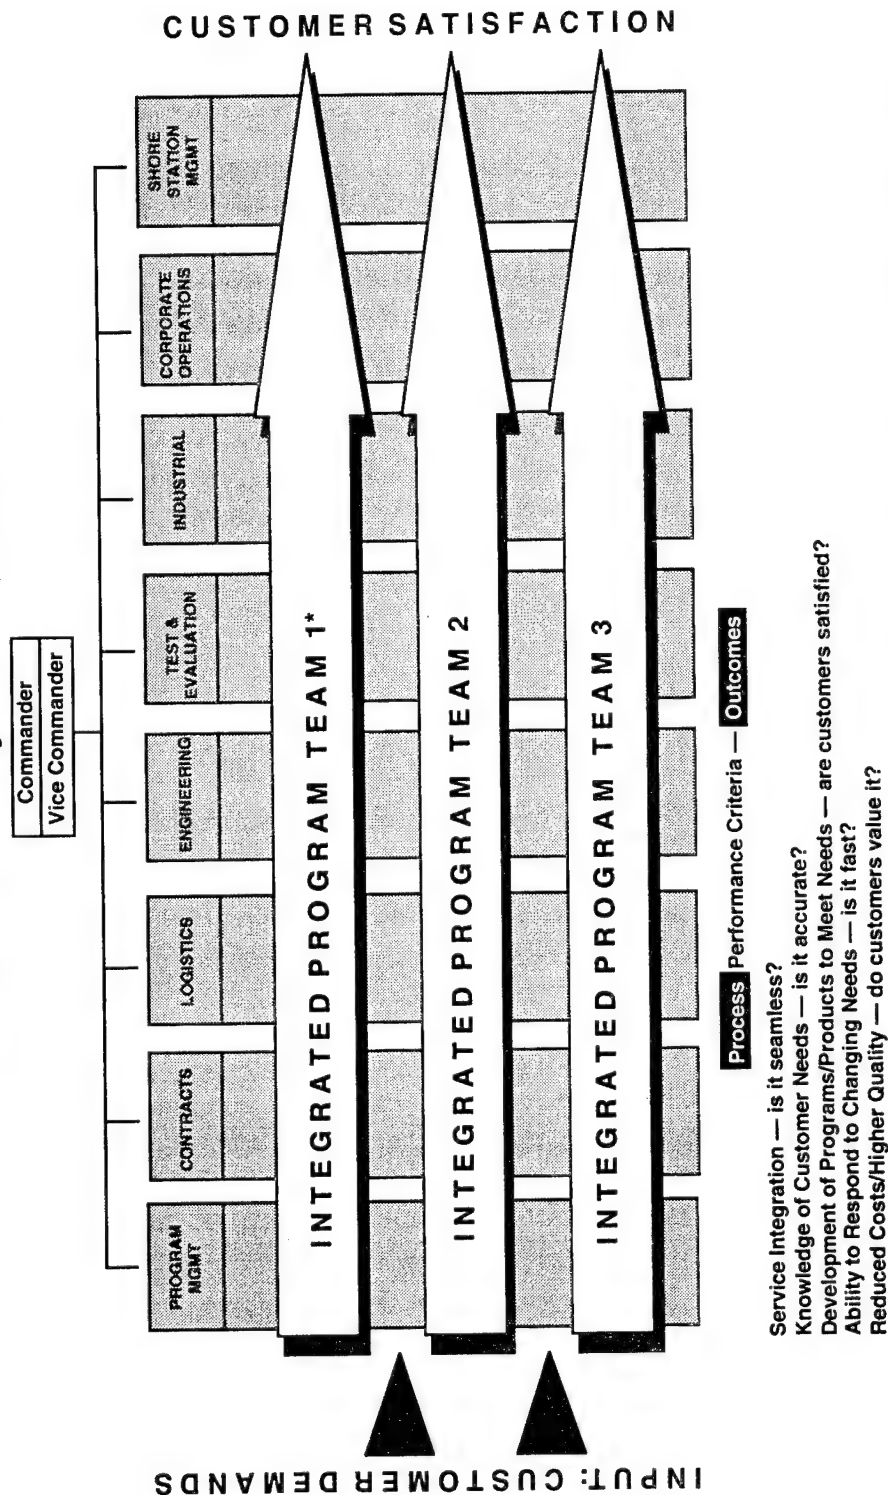 Commander
Vice Commander
PROGRAM
MGMT
CONTRACTS
LOGISTICS
ENGINEERING
TEST &
EVALUATION
INDUSTRIAL
CORPORATE
OPERATIONS
SHORE
STATION
MGMT
INPUT: CUSTOMER DEMANDS
INTEGRATED PROGRAM TEAM 1*
INTEGRATED PROGRAM TEAM 2
INTEGRATED PROGRAM TEAM 3
CUSTOMER SATISFACTION
Process Performance Criteria — Outcomes
Service Integration — is it seamless?
Knowledge of Customer Needs — is it accurate?
Development of Programs/Products to Meet Needs — are customers satisfied?
Ability to Respond to Changing Needs — is it fast?
Reduced Costs/Higher Quality — do customers value it?